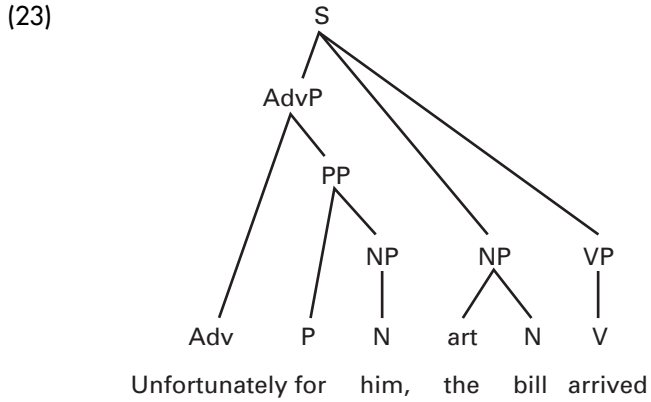 (23) S
AdvP
PP
NP NP VP
Adv P N art N V
Unfortunately for him, the bill arrived